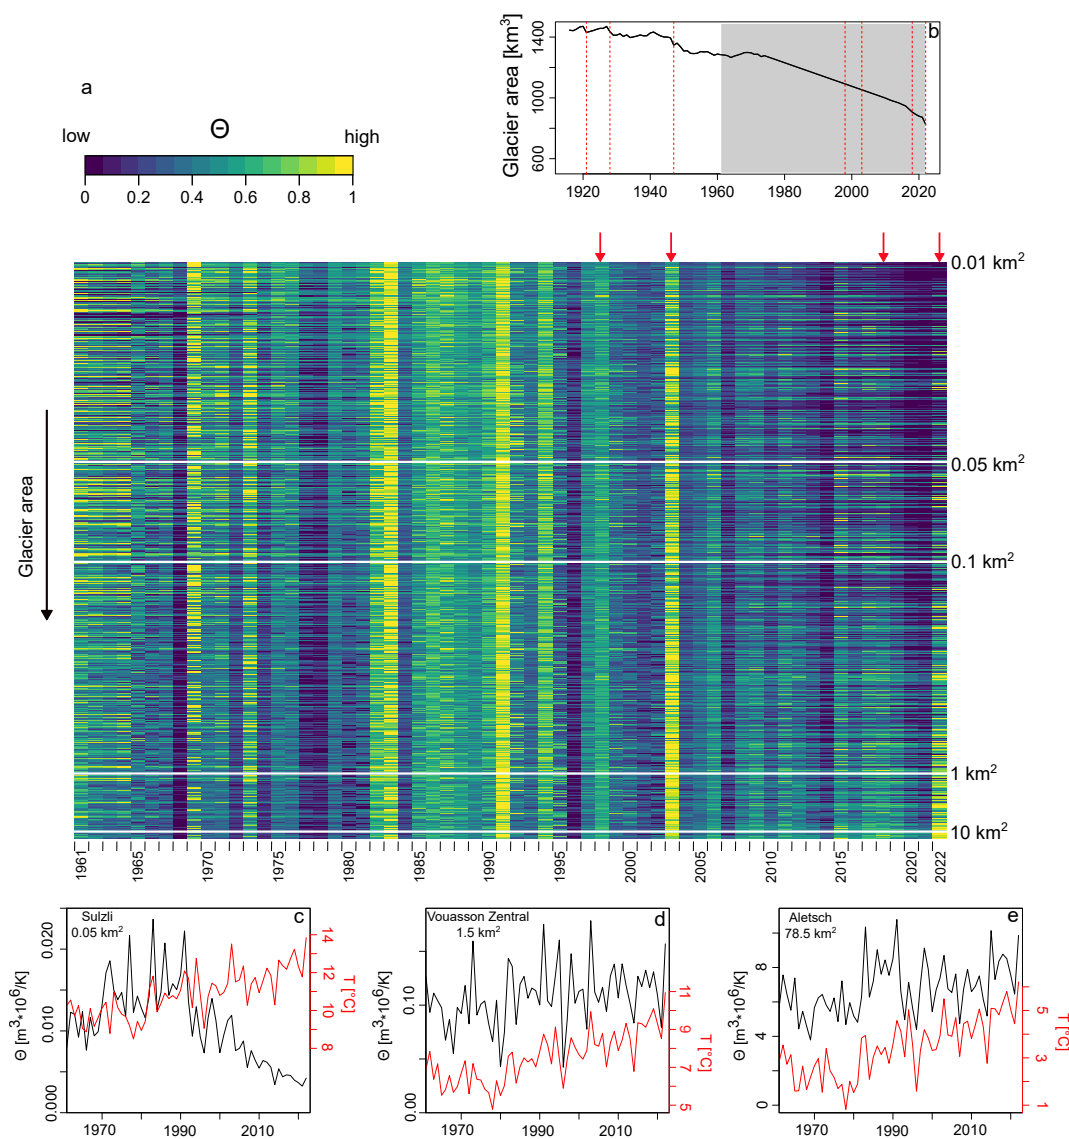 b
Glacier area [km³]
1400
1000
600
1920 1940 1960 1980 2000 2020
a
Θ
low high
0 0.2 0.4 0.6 0.8 1
0.01 km²
0.05 km²
0.1 km²
1 km²
10 km²
Glacier area
1961 1965 1970 1975 1980 1985 1990 1995 2000 2005 2010 2015 2020 2022
c
Sulzli
0.05 km²
Θ [m³*10⁶/K]
0.020
0.010
0.000
14
12
10
8
T [°C]
1970 1990 2010
d
Vouasson Zentral
1.5 km²
Θ [m³*10⁶/K]
0.10
0.00
11
9
7
5
T [°C]
1970 1990 2010
e
Aletsch
78.5 km²
Θ [m³*10⁶/K]
8
4
0
5
3
1
T [°C]
1970 1990 2010